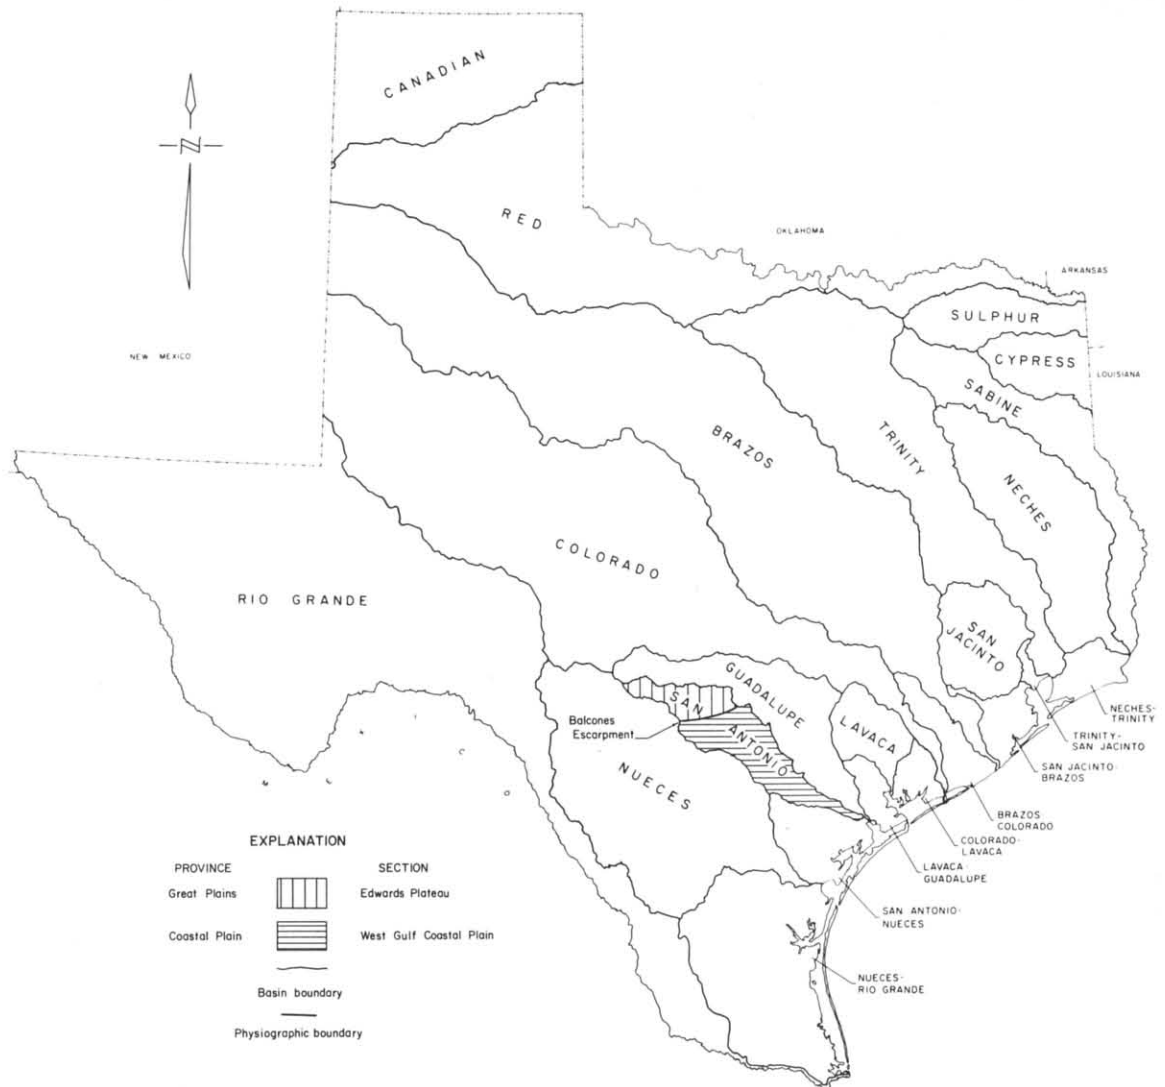 CANADIAN
N
RED
OKLAHOMA
ARKANSAS
SULPHUR
NEW MEXICO
CYPRESS
LOUISIANA
SABINE
BRAZOS
TRINITY
NECHES
COLORADO
RIO GRANDE
SAN
JACINTO
GUADALUPE
SAN
ANTONIO
LAVACA
Balcones
Escarpment
NUECES
NECHES-
TRINITY
TRINITY-
SAN JACINTO
SAN JACINTO-
BRAZOS
BRAZOS
COLORADO
COLORADO-
LAVACA
LAVACA-
GUADALUPE
SAN ANTONIO-
NUECES
NUECES-
RIO GRANDE
EXPLANATION
PROVINCE SECTION
Great Plains Edwards Plateau
Coastal Plain West Gulf Coastal Plain
Basin boundary
Physiographic boundary